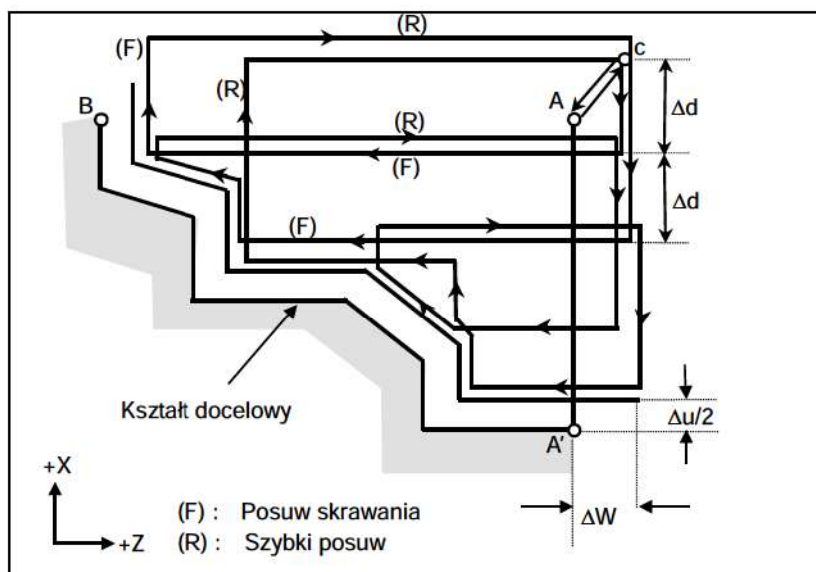 (R)
(F)
c
(R)
A
Δd
B
(R)
(F)
Δd
(F)
Kształt docelowy
Δu/2
A'
+X
(F) : Posuw skrawania
ΔW
+Z
(R) : Szybki posuw